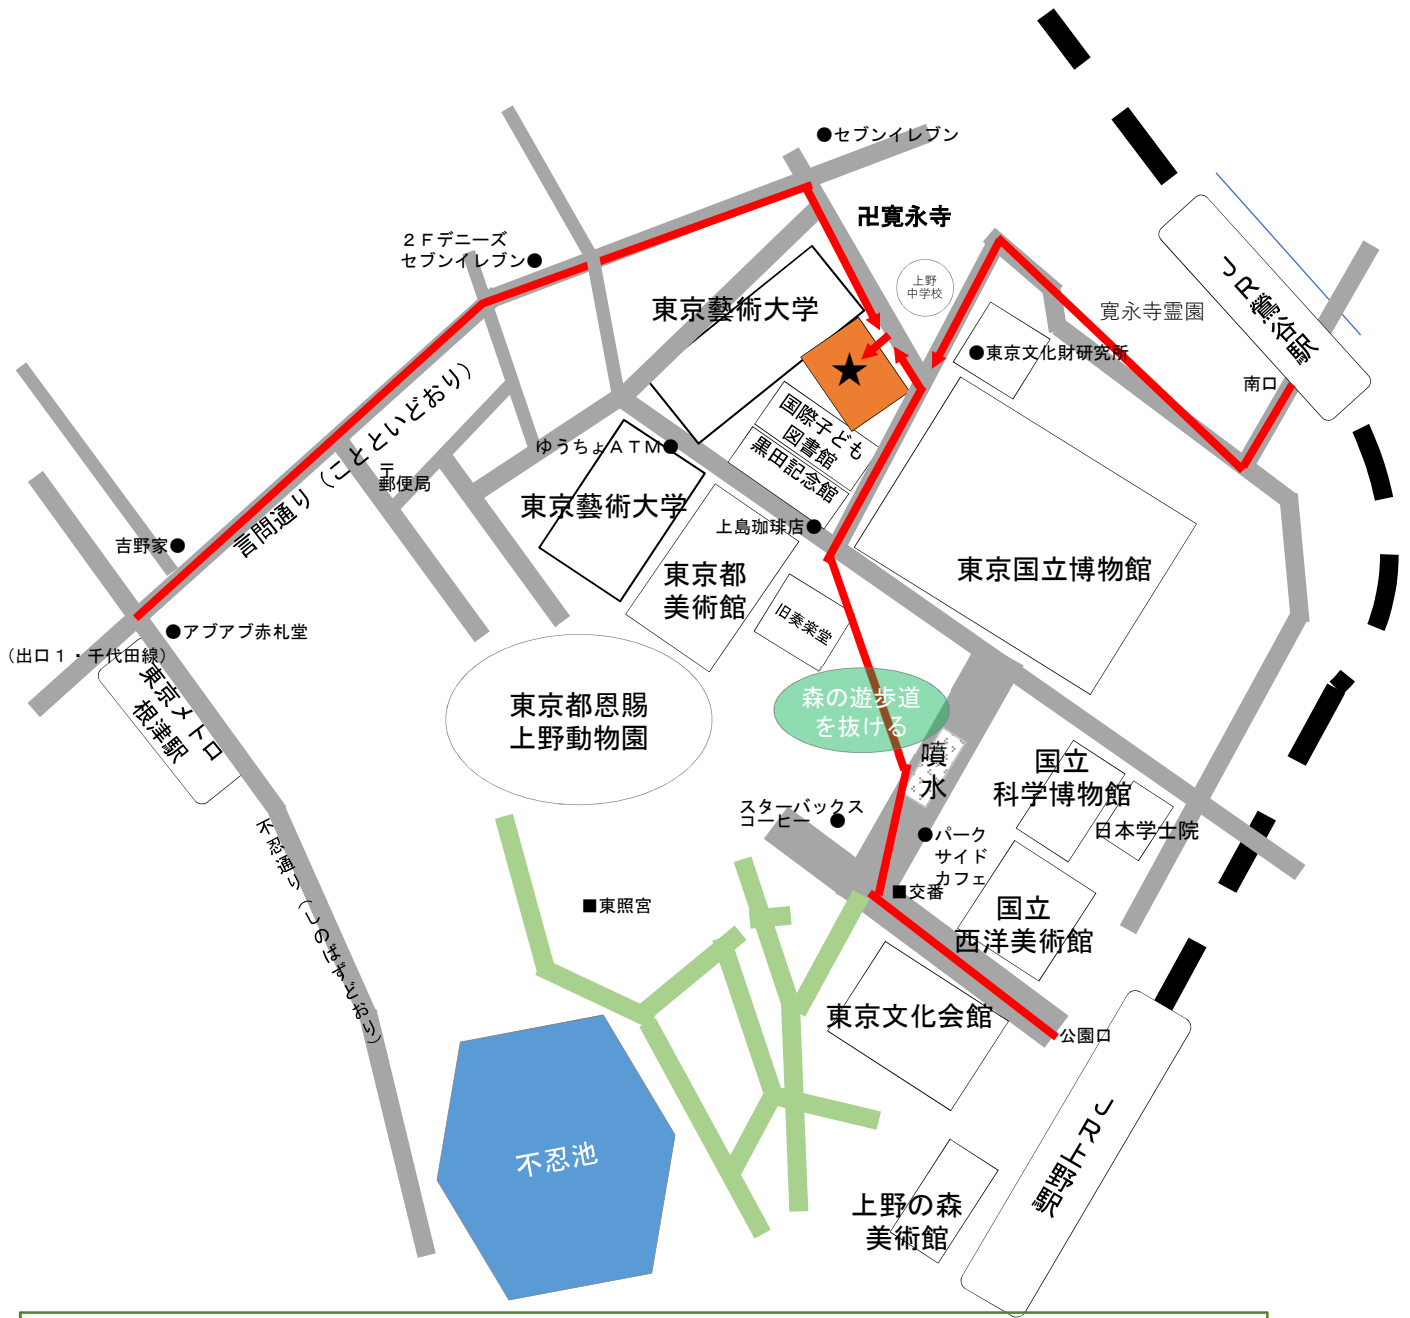 ●セブンイレブン
卍寛永寺
２Ｆデニーズ
セブンイレブン●
上野
中学校
ＪＲ鶯谷駅
東京藝術大学
寛永寺霊園
●東京文化財研究所
南口
★
国際子ども
図書館
黒田記念館
言問通り（ことといどおり）
〒
郵便局
ゆうちょＡＴＭ●
東京藝術大学
上島珈琲店●
吉野家●
東京都
美術館
東京国立博物館
旧奏楽堂
●アブアブ赤札堂
（出口１・千代田線）
東京メトロ
根津駅
東京都恩賜
上野動物園
森の遊歩道
を抜ける
噴
水
国立
科学博物館
日本学士院
スターバックス
コーヒー ●
●パーク
サイド
カフェ
■交番
不忍通り（しのばずどおり）
■東照宮
国立
西洋美術館
東京文化会館
公園口
ＪＲ上野駅
不忍池
上野の森
美術館